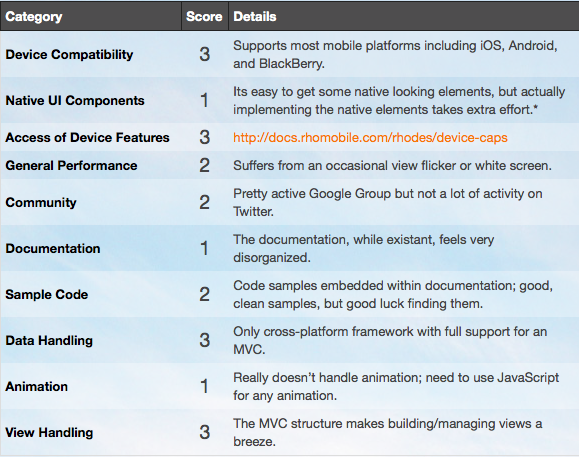 Category Score Details
Device Compatibility 3 Supports most mobile platforms including iOS, Android,
and BlackBerry.
Native UI Components 1 Its easy to get some native looking elements, but actually
implementing the native elements takes extra effort.*
Access of Device Features 3 http://docs.rhomobile.com/rhodes/device-caps
General Performance 2 Suffers from an occasional view flicker or white screen.
Community 2 Pretty active Google Group but not a lot of activity on
Twitter.
Documentation 1 The documentation, while existant, feels very
disorganized.
Sample Code 2 Code samples embedded within documentation; good,
clean samples, but good luck finding them.
Data Handling 3 Only cross-platform framework with full support for an
MVC.
Animation 1 Really doesn't handle animation; need to use JavaScript
for any animation.
View Handling 3 The MVC structure makes building/managing views a
breeze.